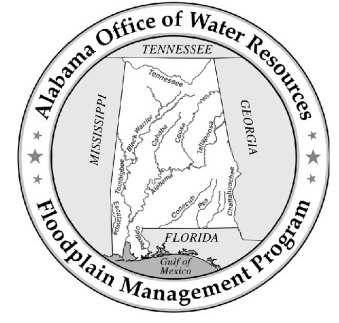 Alabama Office of Water Resources
TENNESSEE
MISSISSIPPI
GEORGIA
Tennessee
Black Warrior
Cahaba
Coosa
Tallapoosa
Tombigbee
Alabama
Conecuh
Pea
Chattahoochee
FLORIDA
Gulf of
Mexico
Floodplain Management Program